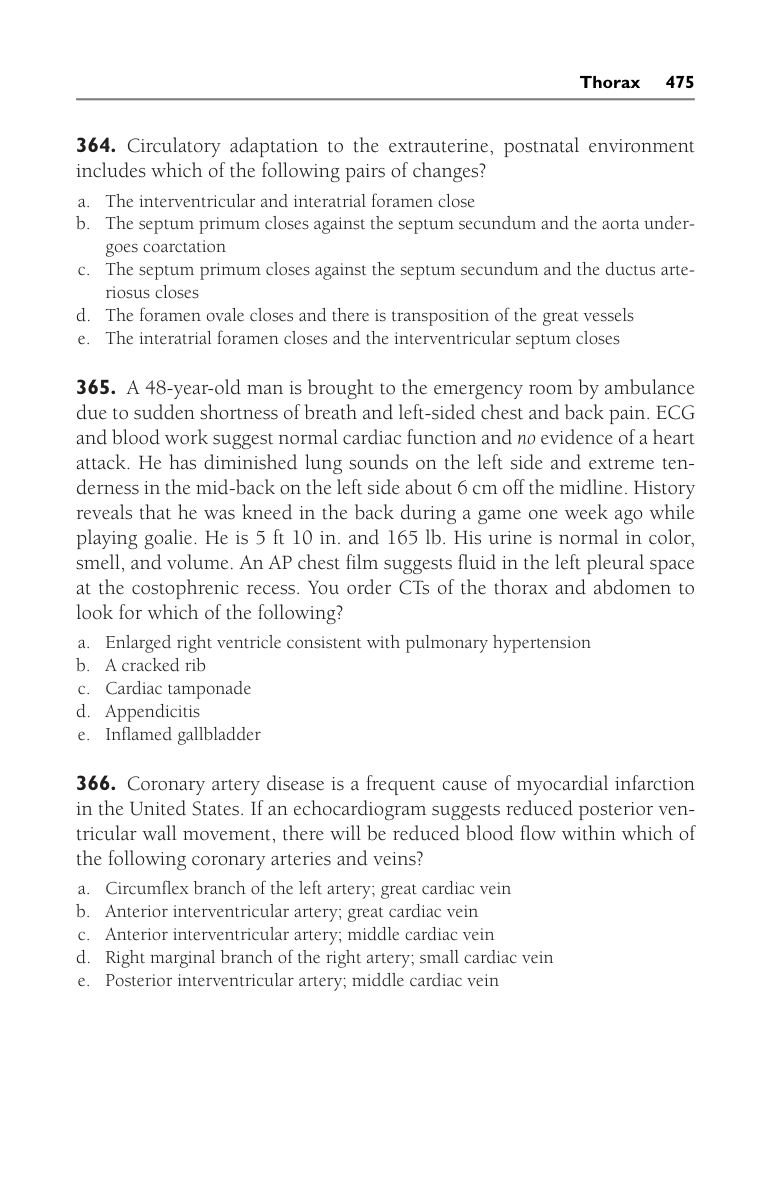 Thorax 475
364. Circulatory adaptation to the extrauterine, postnatal environment
includes which of the following pairs of changes?
a. The interventricular and interatrial foramen close
b. The septum primum closes against the septum secundum and the aorta under-
goes coarctation
c. The septum primum closes against the septum secundum and the ductus arte-
riosus closes
d. The foramen ovale closes and there is transposition of the great vessels
e. The interatrial foramen closes and the interventricular septum closes
365. A 48-year-old man is brought to the emergency room by ambulance
due to sudden shortness of breath and left-sided chest and back pain. ECG
and blood work suggest normal cardiac function and no evidence of a heart
attack. He has diminished lung sounds on the left side and extreme ten-
derness in the mid-back on the left side about 6 cm off the midline. History
reveals that he was kneed in the back during a game one week ago while
playing goalie. He is 5 ft 10 in. and 165 lb. His urine is normal in color,
smell, and volume. An AP chest film suggests fluid in the left pleural space
at the costophrenic recess. You order CTs of the thorax and abdomen to
look for which of the following?
a. Enlarged right ventricle consistent with pulmonary hypertension
b. A cracked rib
c. Cardiac tamponade
d. Appendicitis
e. Inflamed gallbladder
366. Coronary artery disease is a frequent cause of myocardial infarction
in the United States. If an echocardiogram suggests reduced posterior ven-
tricular wall movement, there will be reduced blood flow within which of
the following coronary arteries and veins?
a. Circumflex branch of the left artery; great cardiac vein
b. Anterior interventricular artery; great cardiac vein
c. Anterior interventricular artery; middle cardiac vein
d. Right marginal branch of the right artery; small cardiac vein
e. Posterior interventricular artery; middle cardiac vein